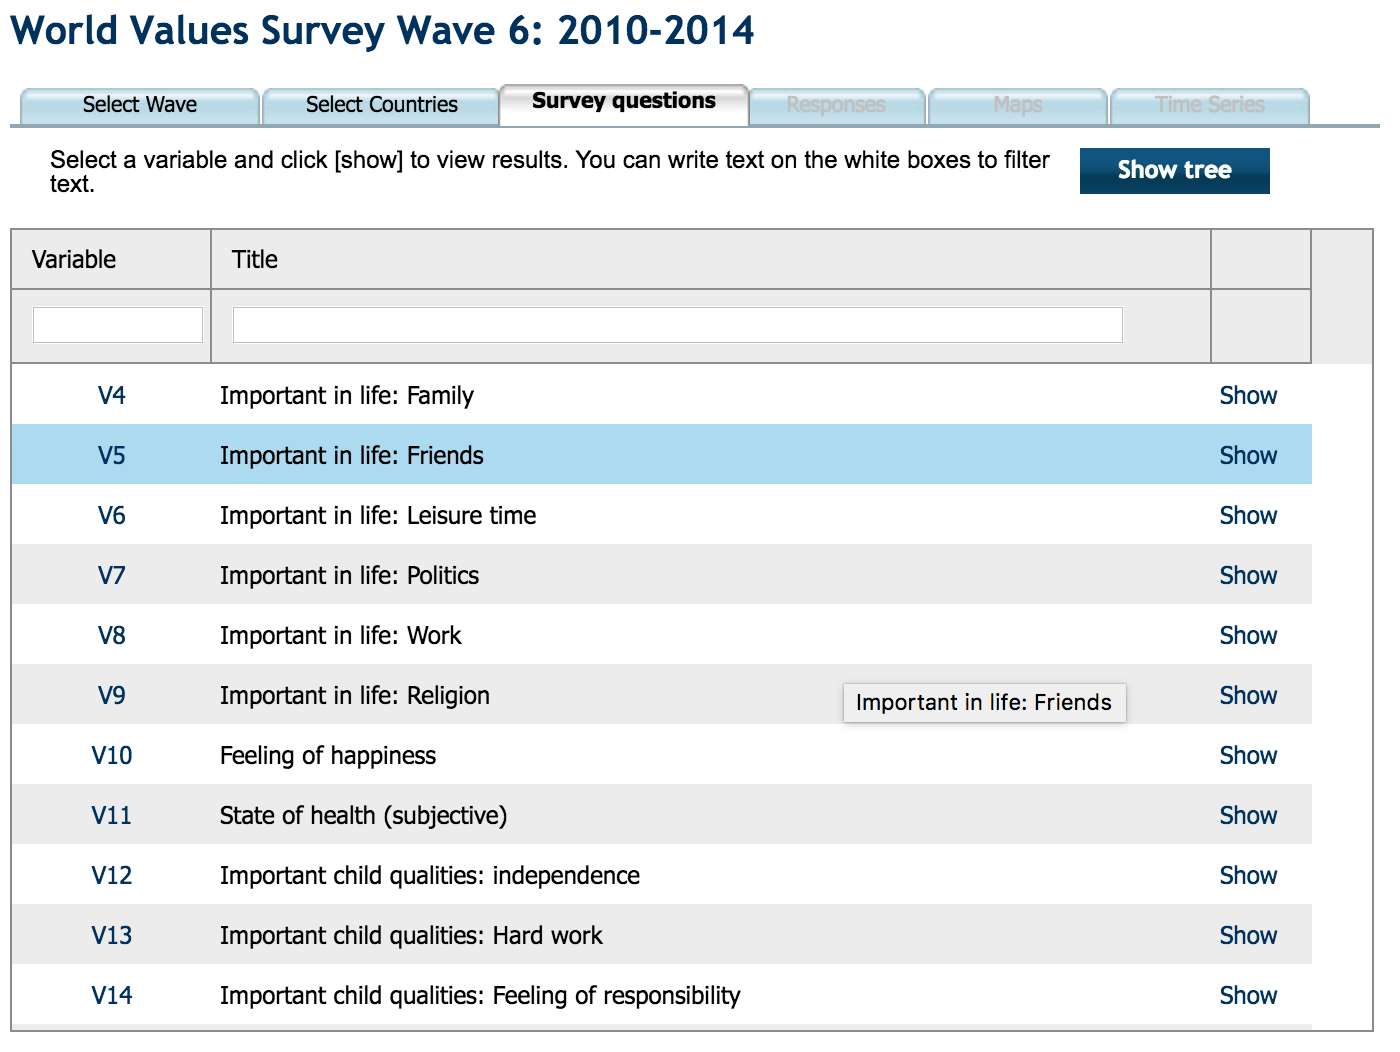 World Values Survey Wave 6: 2010-2014
Select Wave Select Countries Survey questions Responses Maps Time Series
Select a variable and click [show] to view results. You can write text on the white boxes to filter
text.
Show tree
Variable Title
V4 Important in life: Family Show
V5 Important in life: Friends Show
V6 Important in life: Leisure time Show
V7 Important in life: Politics Show
V8 Important in life: Work Show
V9 Important in life: Religion Show
Important in life: Friends
V10 Feeling of happiness Show
V11 State of health (subjective) Show
V12 Important child qualities: independence Show
V13 Important child qualities: Hard work Show
V14 Important child qualities: Feeling of responsibility Show